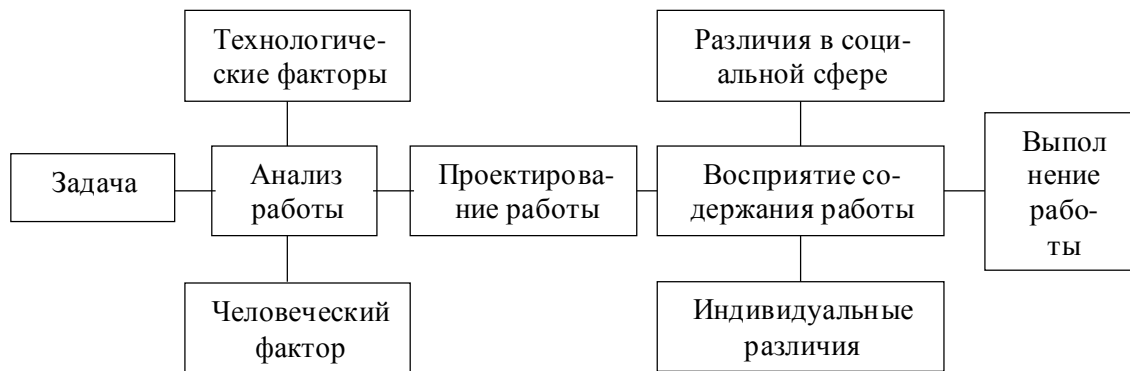 Технологиче-
ские факторы
Различия в соци-
альной сфере
Задача
Анализ
работы
Проектирова-
ние работы
Восприятие со-
держания работы
Выпол
нение
рабо-
ты
Человеческий
фактор
Индивидуальные
различия